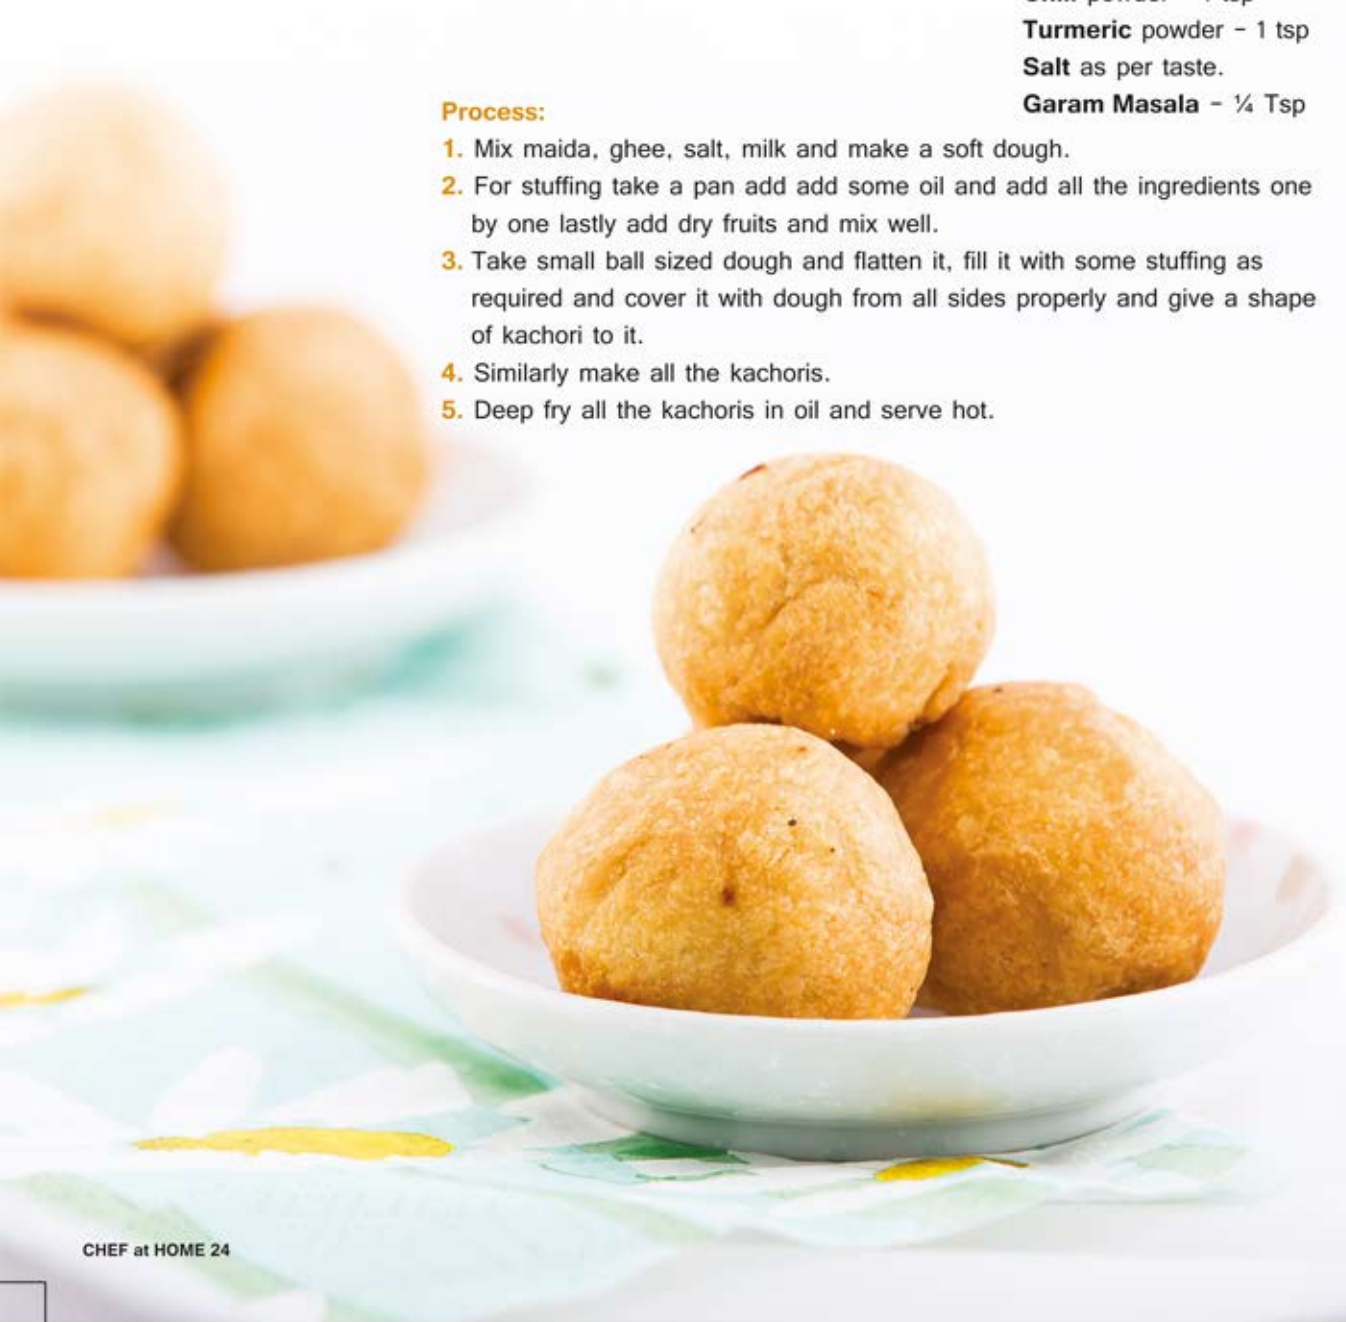 Turmeric powder – 1 tsp
Salt as per taste.
Garam Masala – ¼ Tsp
Process:
1. Mix maida, ghee, salt, milk and make a soft dough.
2. For stuffing take a pan add add some oil and add all the ingredients one
by one lastly add dry fruits and mix well.
3. Take small ball sized dough and flatten it, fill it with some stuffing as
required and cover it with dough from all sides properly and give a shape
of kachori to it.
4. Similarly make all the kachoris.
5. Deep fry all the kachoris in oil and serve hot.
CHEF at HOME 24